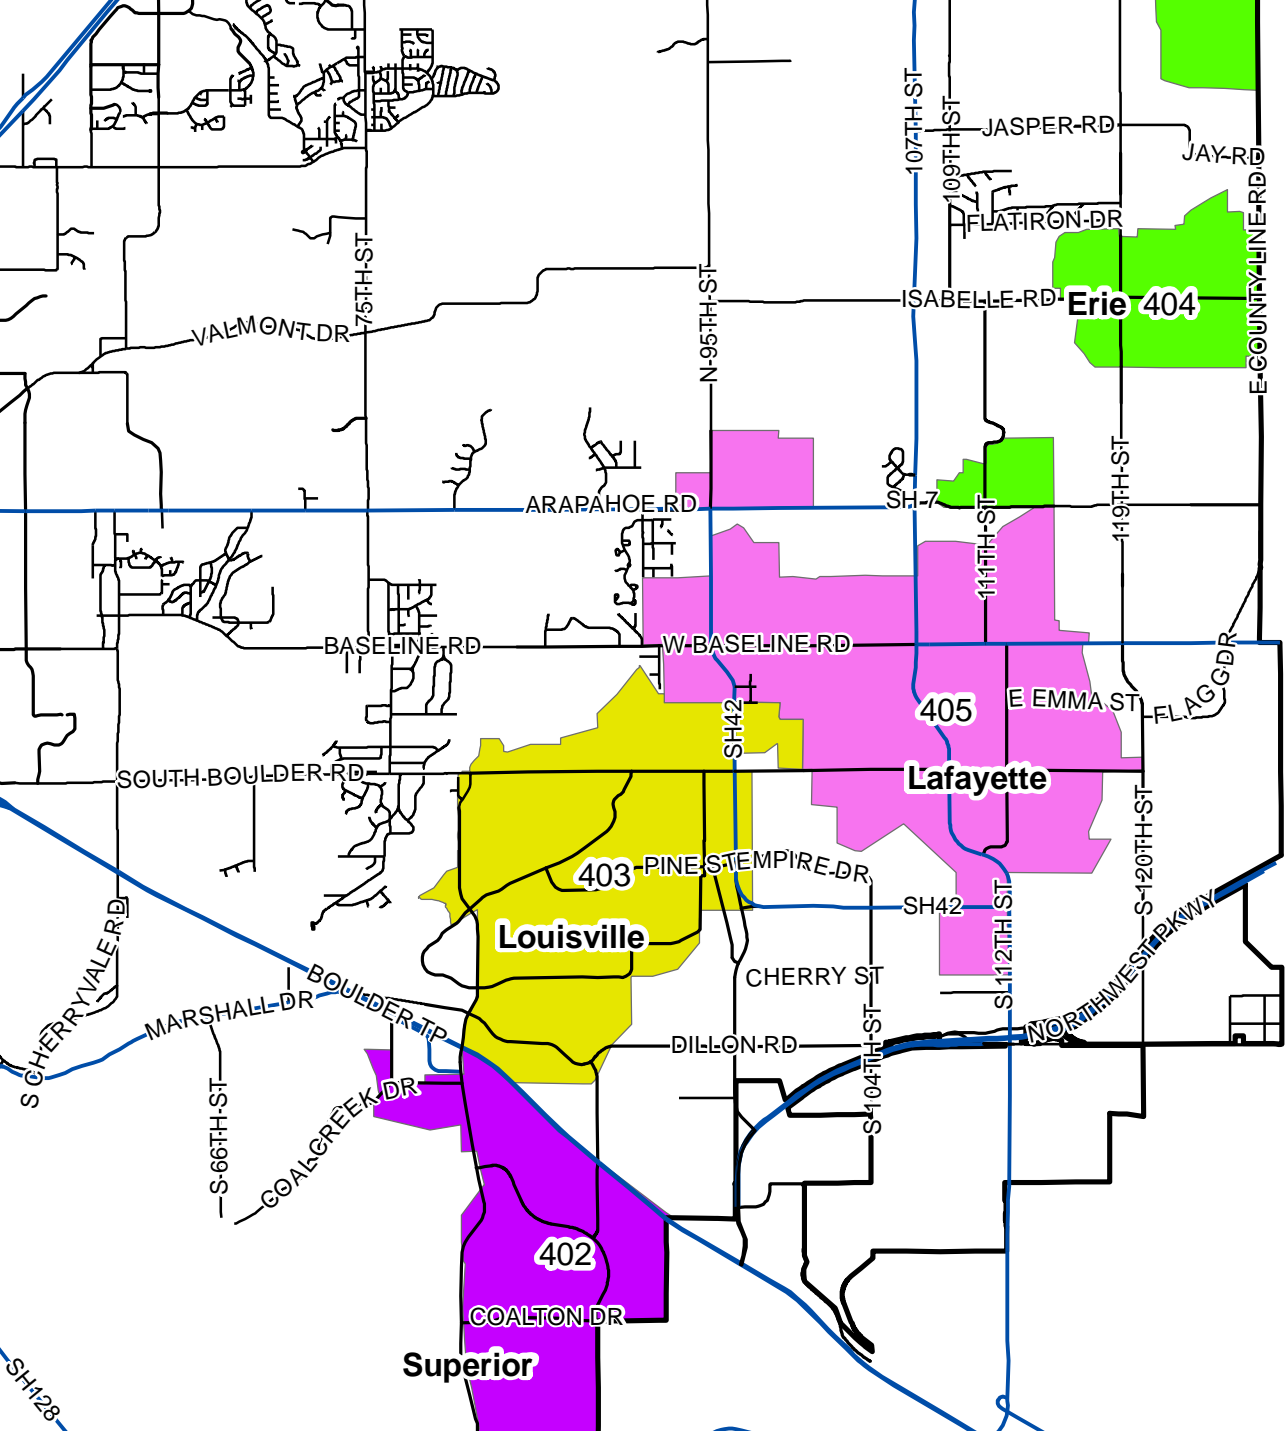 107TH ST
109TH ST
JASPER RD
JAY RD
FLATIRON DR
E COUNTY LINE RD
75TH ST
N 95TH ST
ISABELLE RD
Erie 404
VALMONT DR
119TH ST
ARAPAHOE RD
SH 7
111TH ST
BASELINE RD
W BASELINE RD
FLAGG DR
E EMMA ST
405
SH42
SOUTH BOULDER RD
Lafayette
S 120TH ST
403
PINE ST
EMPIRE DR
SH42
S 112TH ST
Louisville
S CHERRYVALE RD
NORTHWEST PKWY
BOULDER TP
CHERRY ST
MARSHALL DR
DILLON RD
S 104TH ST
S 66TH ST
COALCREEK DR
402
COALTON DR
Superior
SH128